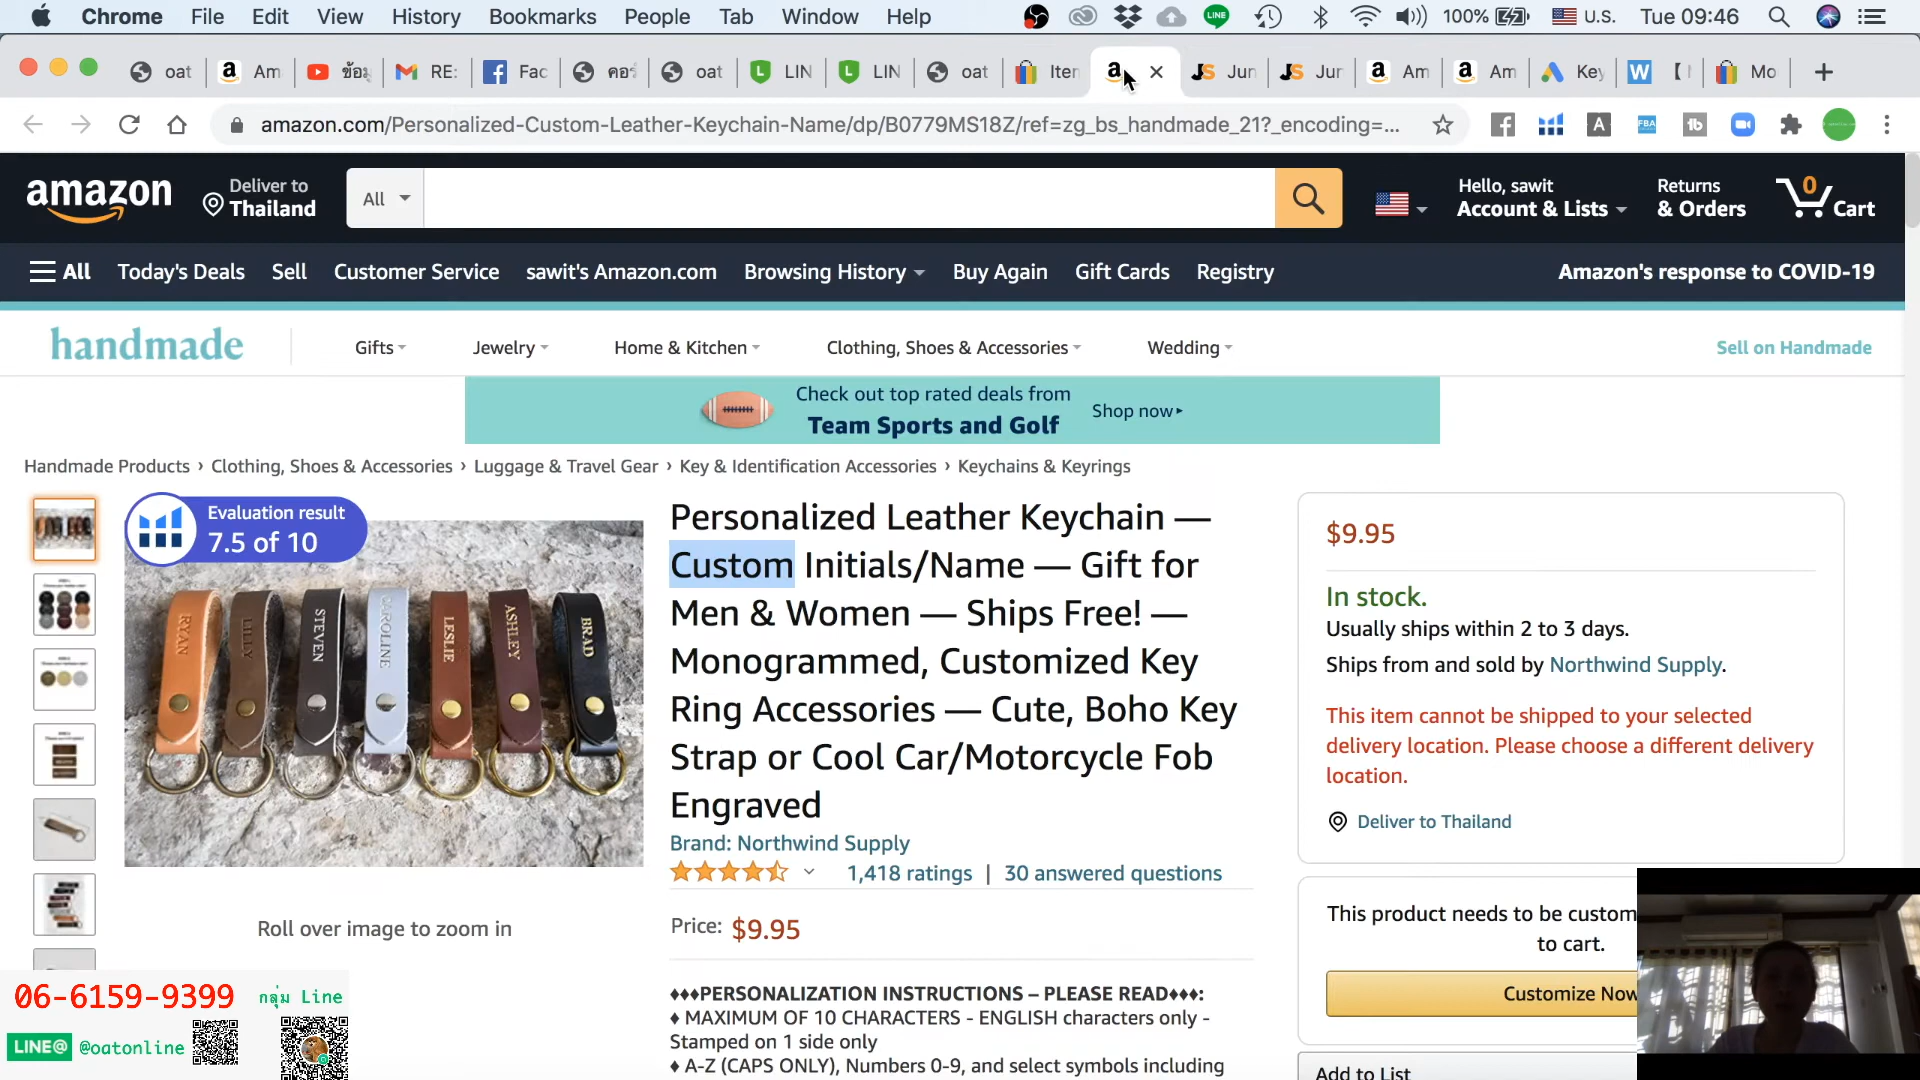 Chrome File Edit View History Bookmarks People Tab Window Help
LINE 100% U.S. Tue 09:46
oat Am ข้อมู RE: Fac คอร์ oat LIN LIN oat Iter Jun Jur Am Am Key Mo
amazon.com/Personalized-Custom-Leather-Keychain-Name/dp/B0779MS18Z/ref=zg_bs_handmade_21?_encoding=...
amazon
Deliver to
Thailand
All
Hello, sawit
Account & Lists
Returns
& Orders
0
Cart
All Today's Deals Sell Customer Service sawit's Amazon.com Browsing History Buy Again Gift Cards Registry
Amazon's response to COVID-19
handmade
Gifts Jewelry Home & Kitchen Clothing, Shoes & Accessories Wedding
Sell on Handmade
Check out top rated deals from
Team Sports and Golf
Shop now
Handmade Products › Clothing, Shoes & Accessories › Luggage & Travel Gear › Key & Identification Accessories › Keychains & Keyrings
Evaluation result
7.5 of 10
RYAN
LILLY
STEVEN
CAROLINE
LESLIE
ASHLEY
BRAD
Roll over image to zoom in
Personalized Leather Keychain —
Custom Initials/Name — Gift for
Men & Women — Ships Free! —
Monogrammed, Customized Key
Ring Accessories — Cute, Boho Key
Strap or Cool Car/Motorcycle Fob
Engraved
Brand: Northwind Supply
1,418 ratings | 30 answered questions
Price: $9.95
♦♦♦PERSONALIZATION INSTRUCTIONS – PLEASE READ♦♦♦:
♦ MAXIMUM OF 10 CHARACTERS - ENGLISH characters only -
Stamped on 1 side only
♦ A-Z (CAPS ONLY), Numbers 0-9, and select symbols including
$9.95
In stock.
Usually ships within 2 to 3 days.
Ships from and sold by Northwind Supply.
This item cannot be shipped to your selected
delivery location. Please choose a different delivery
location.
Deliver to Thailand
This product needs to be custom
to cart.
Customize Now
Add to List
06-6159-9399 กลุ่ม Line
LINE@ @oatonline